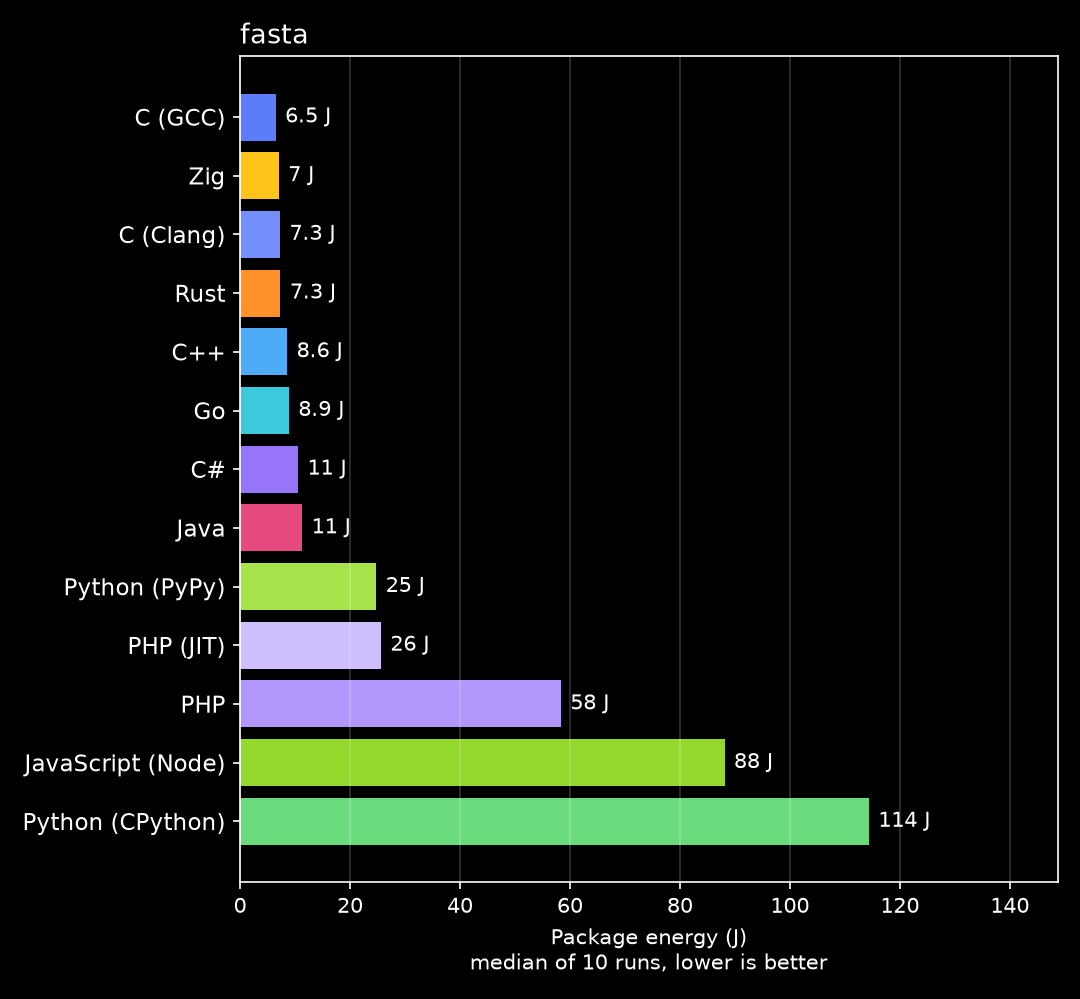 fasta
C (GCC) 6.5 J
Zig 7 J
C (Clang) 7.3 J
Rust 7.3 J
C++ 8.6 J
Go 8.9 J
C# 11 J
Java 11 J
Python (PyPy) 25 J
PHP (JIT) 26 J
PHP 58 J
JavaScript (Node) 88 J
Python (CPython) 114 J
0 20 40 60 80 100 120 140
Package energy (J)
median of 10 runs, lower is better